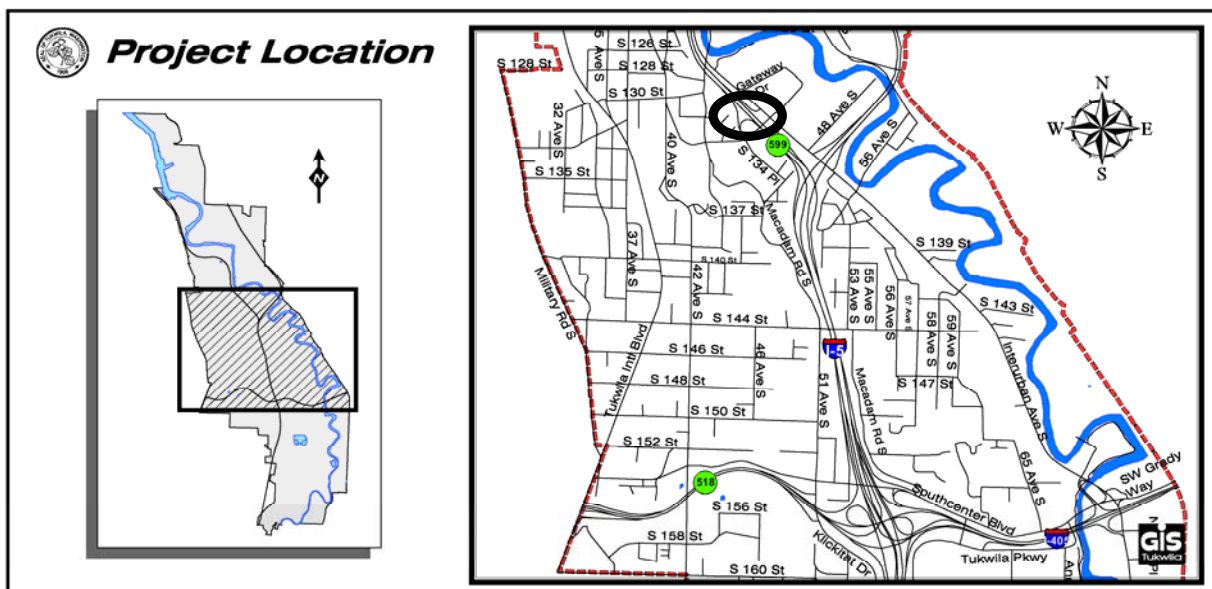 Project Location
N
S 126 St
S 128 St
S 128 St
S 130 St
Gateway Dr
32 Ave S
40 Ave S
48 Ave S
56 Ave S
599
S 134 Pl
S 135 St
S 137 St
Macadam Rd S
37 Ave S
42 Ave S
S 140 St
S 139 St
53 Ave S
55 Ave S
56 Ave S
57 Ave S
58 Ave S
59 Ave S
S 143 St
Military Rd S
Tukwila Intl Blvd
S 144 St
S 146 St
46 Ave S
I-5
S 147 St
S 148 St
51 Ave S
Macadam Rd S
Interurban Ave S
S 150 St
S 152 St
65 Ave S
SW Grady Way
518
Southcenter Blvd
S 156 St
S 158 St
Klickitat Dr
Tukwila Pkwy
S 160 St
N
W
E
S
GIS
Tukwila